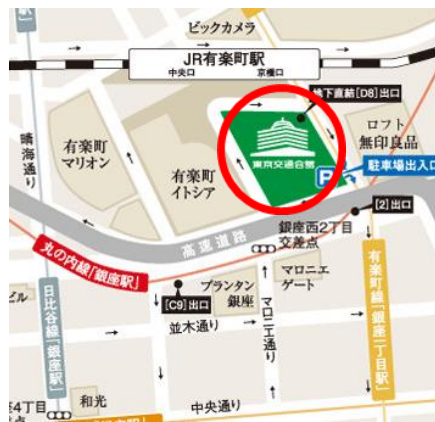 ビックカメラ
JR有楽町駅
中央口
京橋口
地下直結[D8]出口
晴海通り
有楽町
マリオン
有楽町
イトシア
東京交通会館
ロフト
無印良品
P
駐車場出入口
[2]出口
銀座西2丁目
交差点
高速道路
丸の内線「銀座駅」
マロニエ
ゲート
プランタン
銀座
[C9]出口
並木通り
マロニエ通り
有楽町線「銀座一丁目駅」
日比谷線「銀座駅」
ビル
和光
中央通り
4丁目